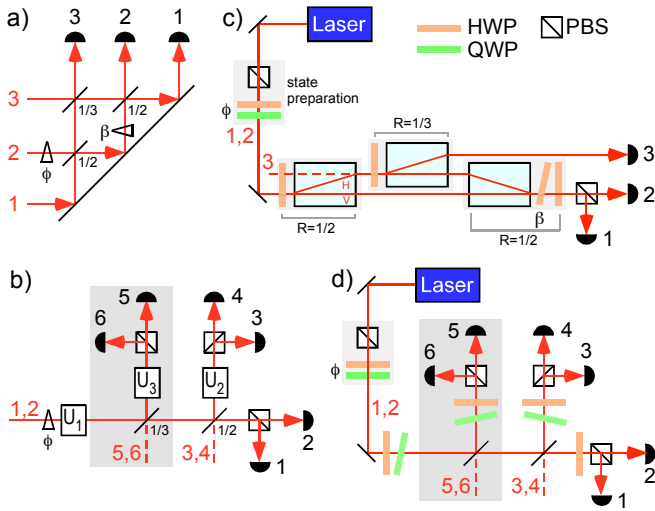 a)
3 2 1
3
1/3 1/2
β
2
1/2
φ
1
c)
Laser
HWP
PBS
QWP
state
preparation
φ
1,2
R=1/3
3
3
H
V
2
β
R=1/2
R=1/2
1
b)
5 4
6
3
U3 U2
1,2
U1
1/3 1/2
2
φ
5,6 3,4
1
d)
Laser
5 4
6
3
φ
1,2
2
5,6 3,4
1